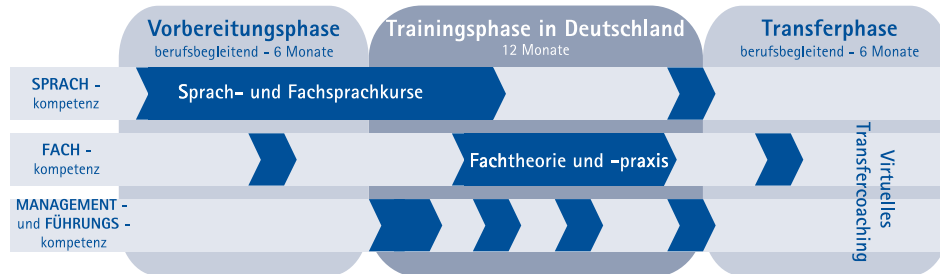 Vorbereitungsphase
berufsbegleitend – 6 Monate
Trainingsphase in Deutschland
12 Monate
Transferphase
berufsbegleitend – 6 Monate
SPRACH -
kompetenz
Sprach- und Fachsprachkurse
FACH -
kompetenz
Fachtheorie und -praxis
MANAGEMENT -
und FÜHRUNGS -
kompetenz
Virtuelles
Transfercoaching